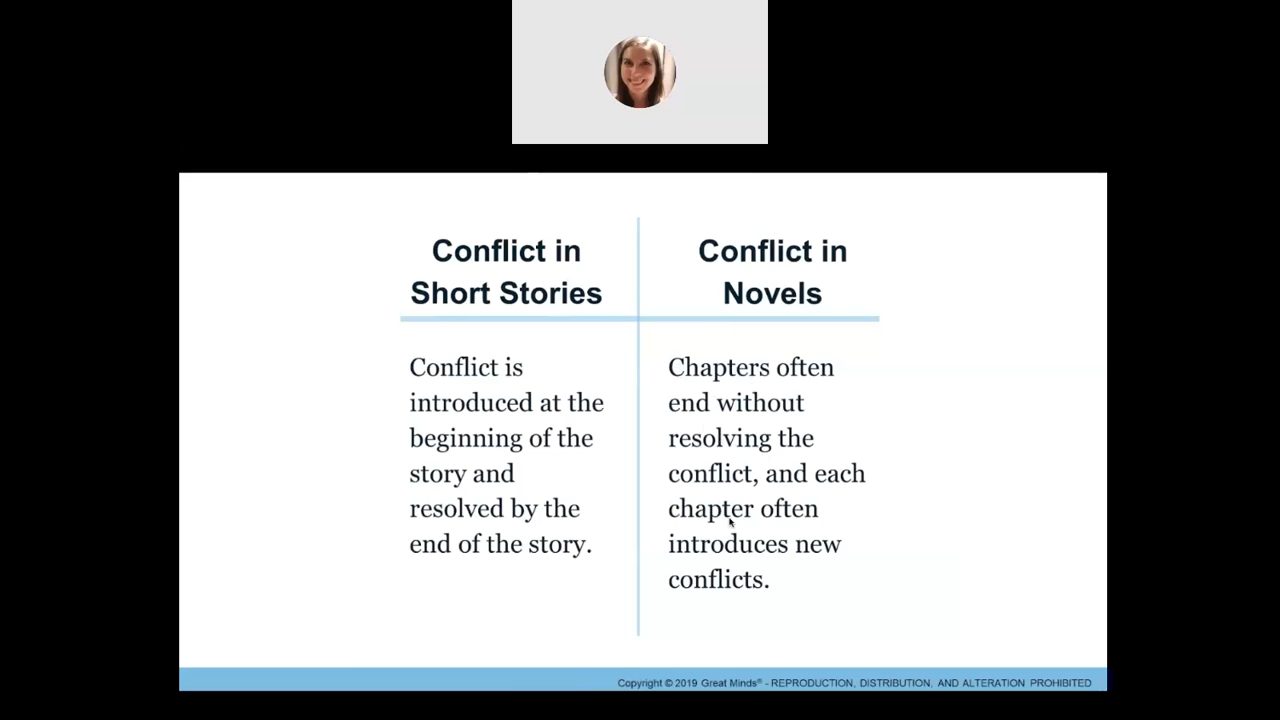 Conflict in
Short Stories
Conflict in
Novels
Conflict is
introduced at the
beginning of the
story and
resolved by the
end of the story.
Chapters often
end without
resolving the
conflict, and each
chapter often
introduces new
conflicts.
Copyright © 2019 Great Minds® - REPRODUCTION, DISTRIBUTION, AND ALTERATION PROHIBITED